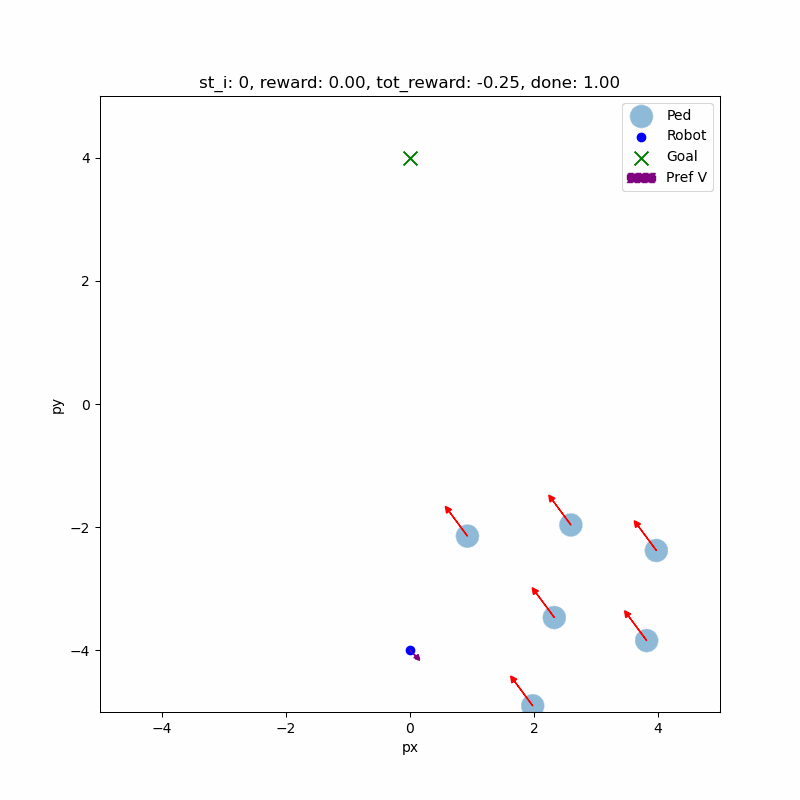 st_i: 0, reward: 0.00, tot_reward: -0.25, done: 1.00
Ped
Robot
Goal
Pref V
4
2
0
−2
−4
py
−4
−2
0
2
4
px